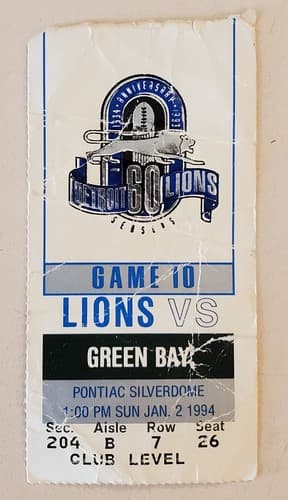 1934 ANNIVERSARY 1993
DETROIT 60 LIONS
SEASONS
GAME 10
LIONS VS
GREEN BAY
PONTIAC SILVERDOME
1:00 PM SUN JAN. 2 1994
Sec. Aisle Row Seat
204 B 7 26
CLUB LEVEL